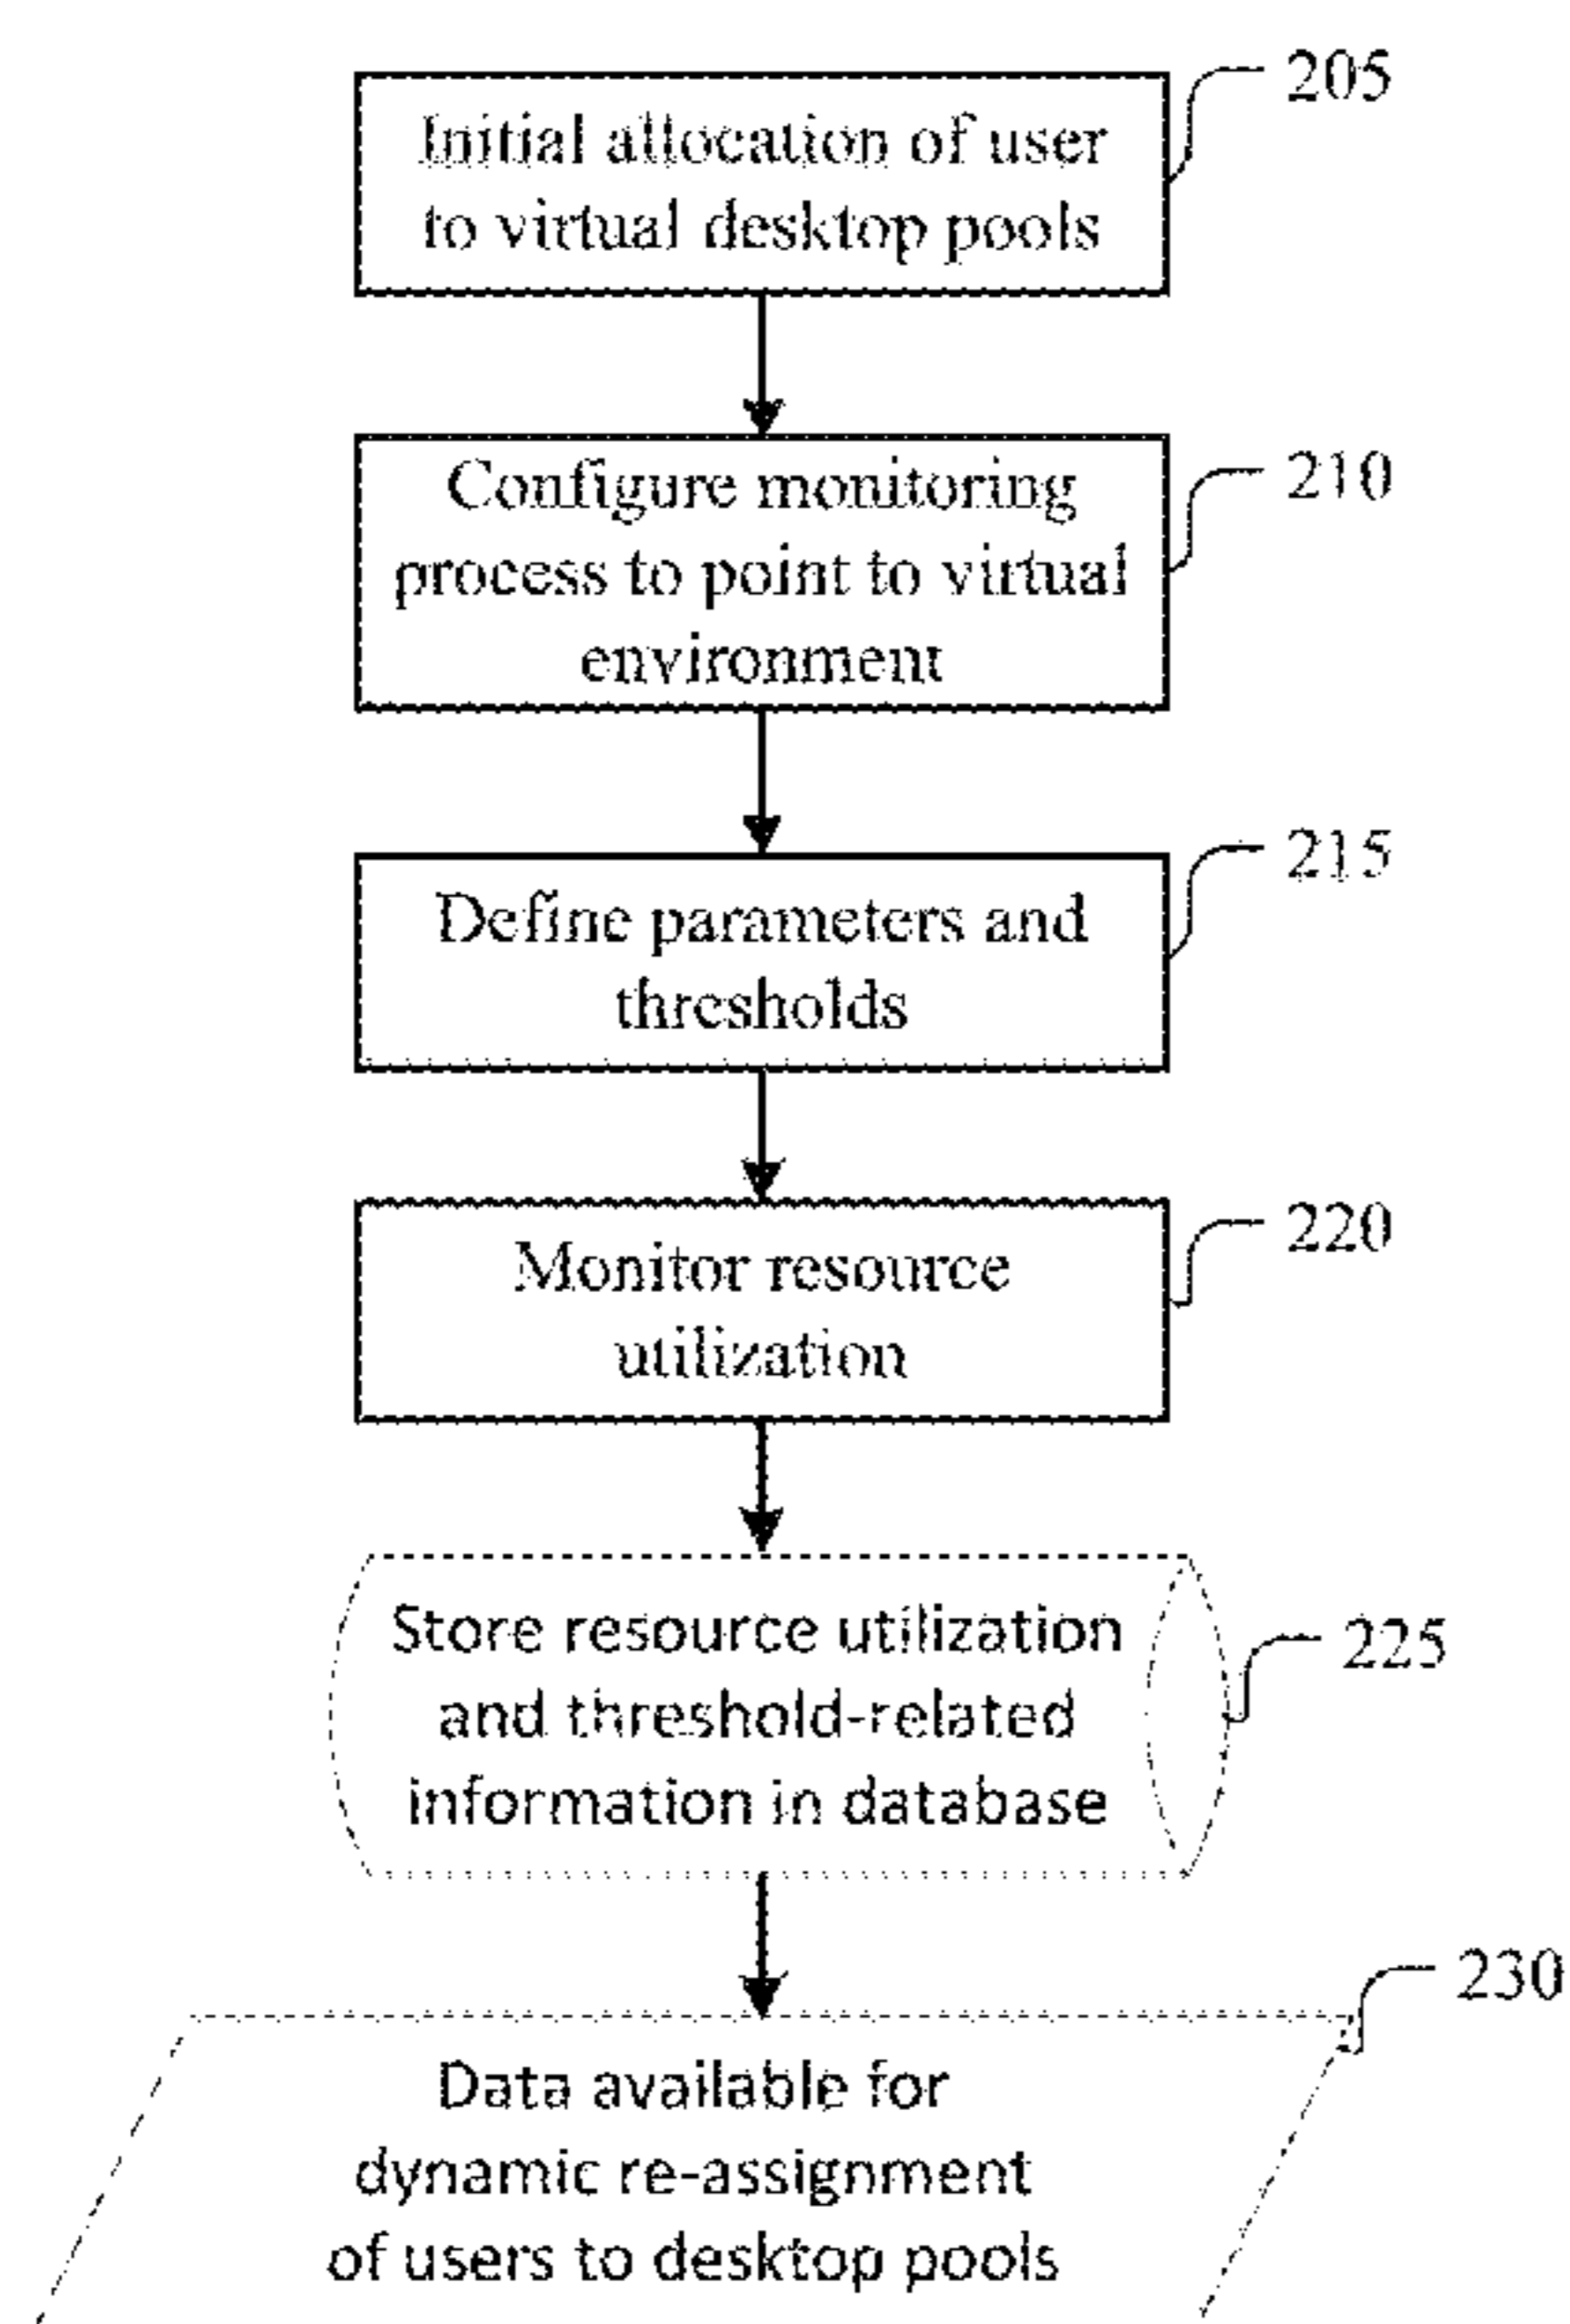 205
Initial allocation of user
to virtual desktop pools
210
Configure monitoring
process to point to virtual
environment
215
Define parameters and
thresholds
220
Monitor resource
utilization
225
Store resource utilization
and threshold-related
information in database
230
Data available for
dynamic re-assignment
of users to desktop pools